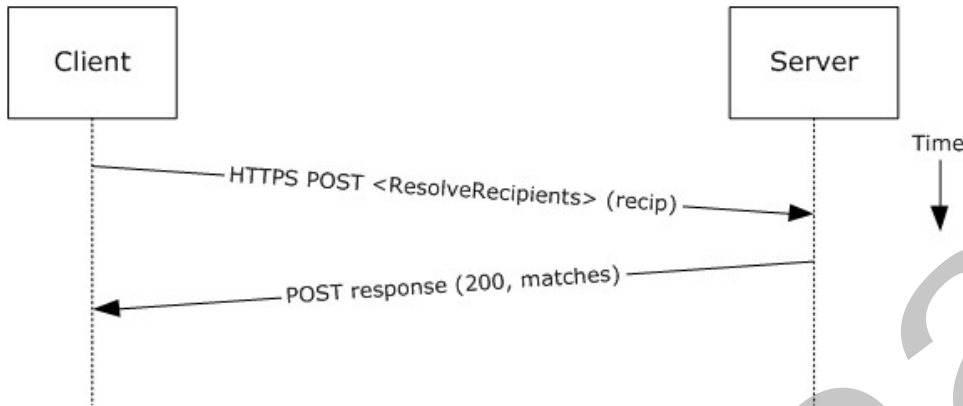 Client
Server
Time
HTTPS POST <ResolveRecipients> (recip)
POST response (200, matches)